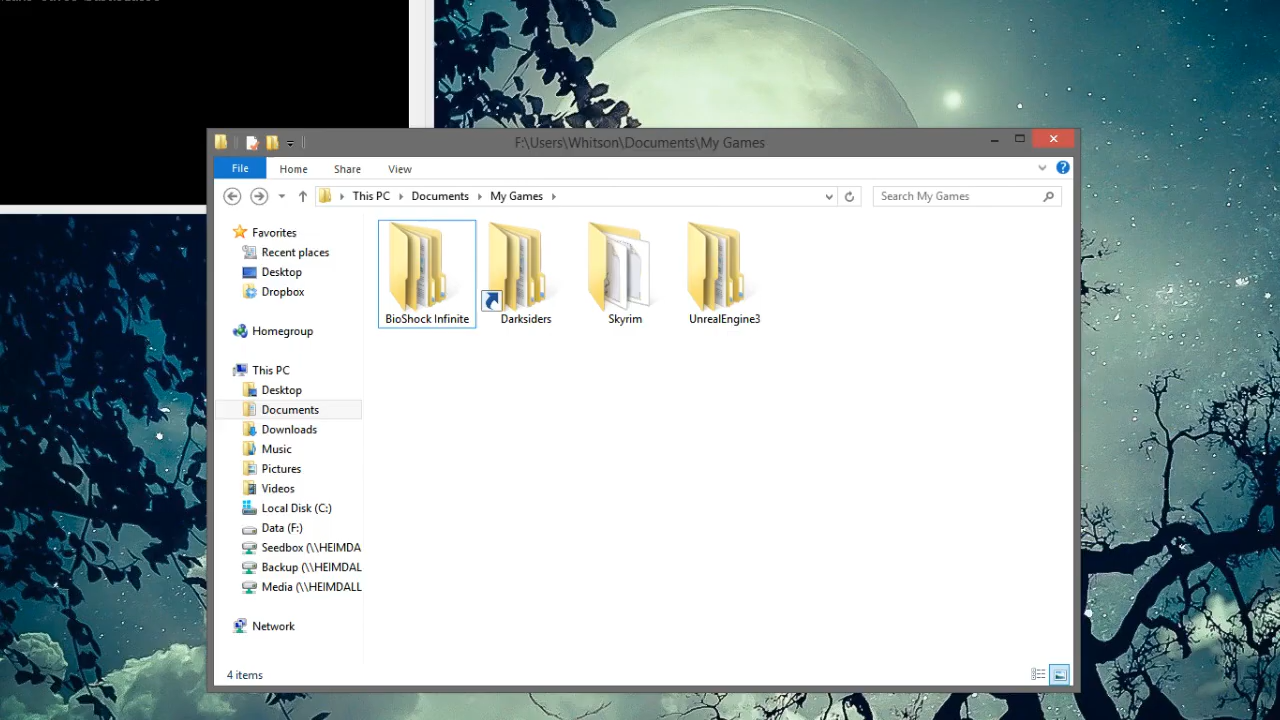 F:\Users\Whitson\Documents\My Games
File Home Share View
This PC Documents My Games
Search My Games
Favorites
Recent places
Desktop
Dropbox
Homegroup
This PC
Desktop
Documents
Downloads
Music
Pictures
Videos
Local Disk (C:)
Data (F:)
Seedbox (\\HEIMDA
Backup (\\HEIMDAL
Media (\\HEIMDALL
Network
BioShock Infinite Darksiders Skyrim UnrealEngine3
4 items